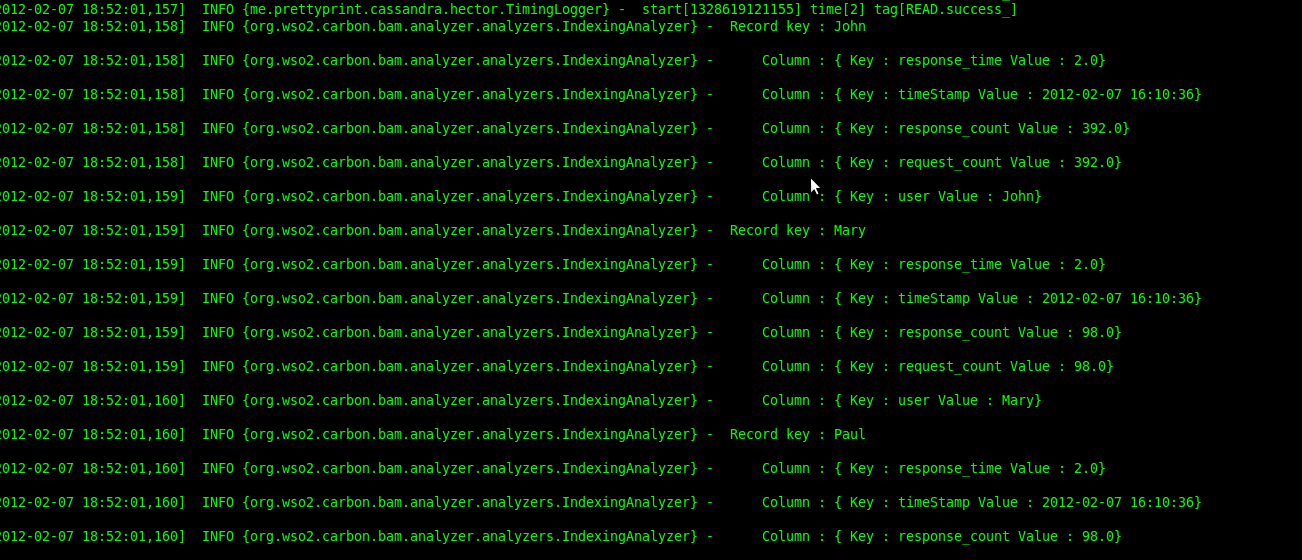 2012-02-07 18:52:01,157]  INFO {me.prettyprint.cassandra.hector.TimingLogger} -  start[1328619121155] time[2] tag[READ.success_]
2012-02-07 18:52:01,158]  INFO {org.wso2.carbon.bam.analyzer.analyzers.IndexingAnalyzer} -  Record key : John
2012-02-07 18:52:01,158]  INFO {org.wso2.carbon.bam.analyzer.analyzers.IndexingAnalyzer} -      Column : { Key : response_time Value : 2.0}
2012-02-07 18:52:01,158]  INFO {org.wso2.carbon.bam.analyzer.analyzers.IndexingAnalyzer} -      Column : { Key : timeStamp Value : 2012-02-07 16:10:36}
2012-02-07 18:52:01,158]  INFO {org.wso2.carbon.bam.analyzer.analyzers.IndexingAnalyzer} -      Column : { Key : response_count Value : 392.0}
2012-02-07 18:52:01,158]  INFO {org.wso2.carbon.bam.analyzer.analyzers.IndexingAnalyzer} -      Column : { Key : request_count Value : 392.0}
2012-02-07 18:52:01,159]  INFO {org.wso2.carbon.bam.analyzer.analyzers.IndexingAnalyzer} -      Column : { Key : user Value : John}
2012-02-07 18:52:01,159]  INFO {org.wso2.carbon.bam.analyzer.analyzers.IndexingAnalyzer} -  Record key : Mary
2012-02-07 18:52:01,159]  INFO {org.wso2.carbon.bam.analyzer.analyzers.IndexingAnalyzer} -      Column : { Key : response_time Value : 2.0}
2012-02-07 18:52:01,159]  INFO {org.wso2.carbon.bam.analyzer.analyzers.IndexingAnalyzer} -      Column : { Key : timeStamp Value : 2012-02-07 16:10:36}
2012-02-07 18:52:01,159]  INFO {org.wso2.carbon.bam.analyzer.analyzers.IndexingAnalyzer} -      Column : { Key : response_count Value : 98.0}
2012-02-07 18:52:01,159]  INFO {org.wso2.carbon.bam.analyzer.analyzers.IndexingAnalyzer} -      Column : { Key : request_count Value : 98.0}
2012-02-07 18:52:01,160]  INFO {org.wso2.carbon.bam.analyzer.analyzers.IndexingAnalyzer} -      Column : { Key : user Value : Mary}
2012-02-07 18:52:01,160]  INFO {org.wso2.carbon.bam.analyzer.analyzers.IndexingAnalyzer} -  Record key : Paul
2012-02-07 18:52:01,160]  INFO {org.wso2.carbon.bam.analyzer.analyzers.IndexingAnalyzer} -      Column : { Key : response_time Value : 2.0}
2012-02-07 18:52:01,160]  INFO {org.wso2.carbon.bam.analyzer.analyzers.IndexingAnalyzer} -      Column : { Key : timeStamp Value : 2012-02-07 16:10:36}
2012-02-07 18:52:01,160]  INFO {org.wso2.carbon.bam.analyzer.analyzers.IndexingAnalyzer} -      Column : { Key : response_count Value : 98.0}